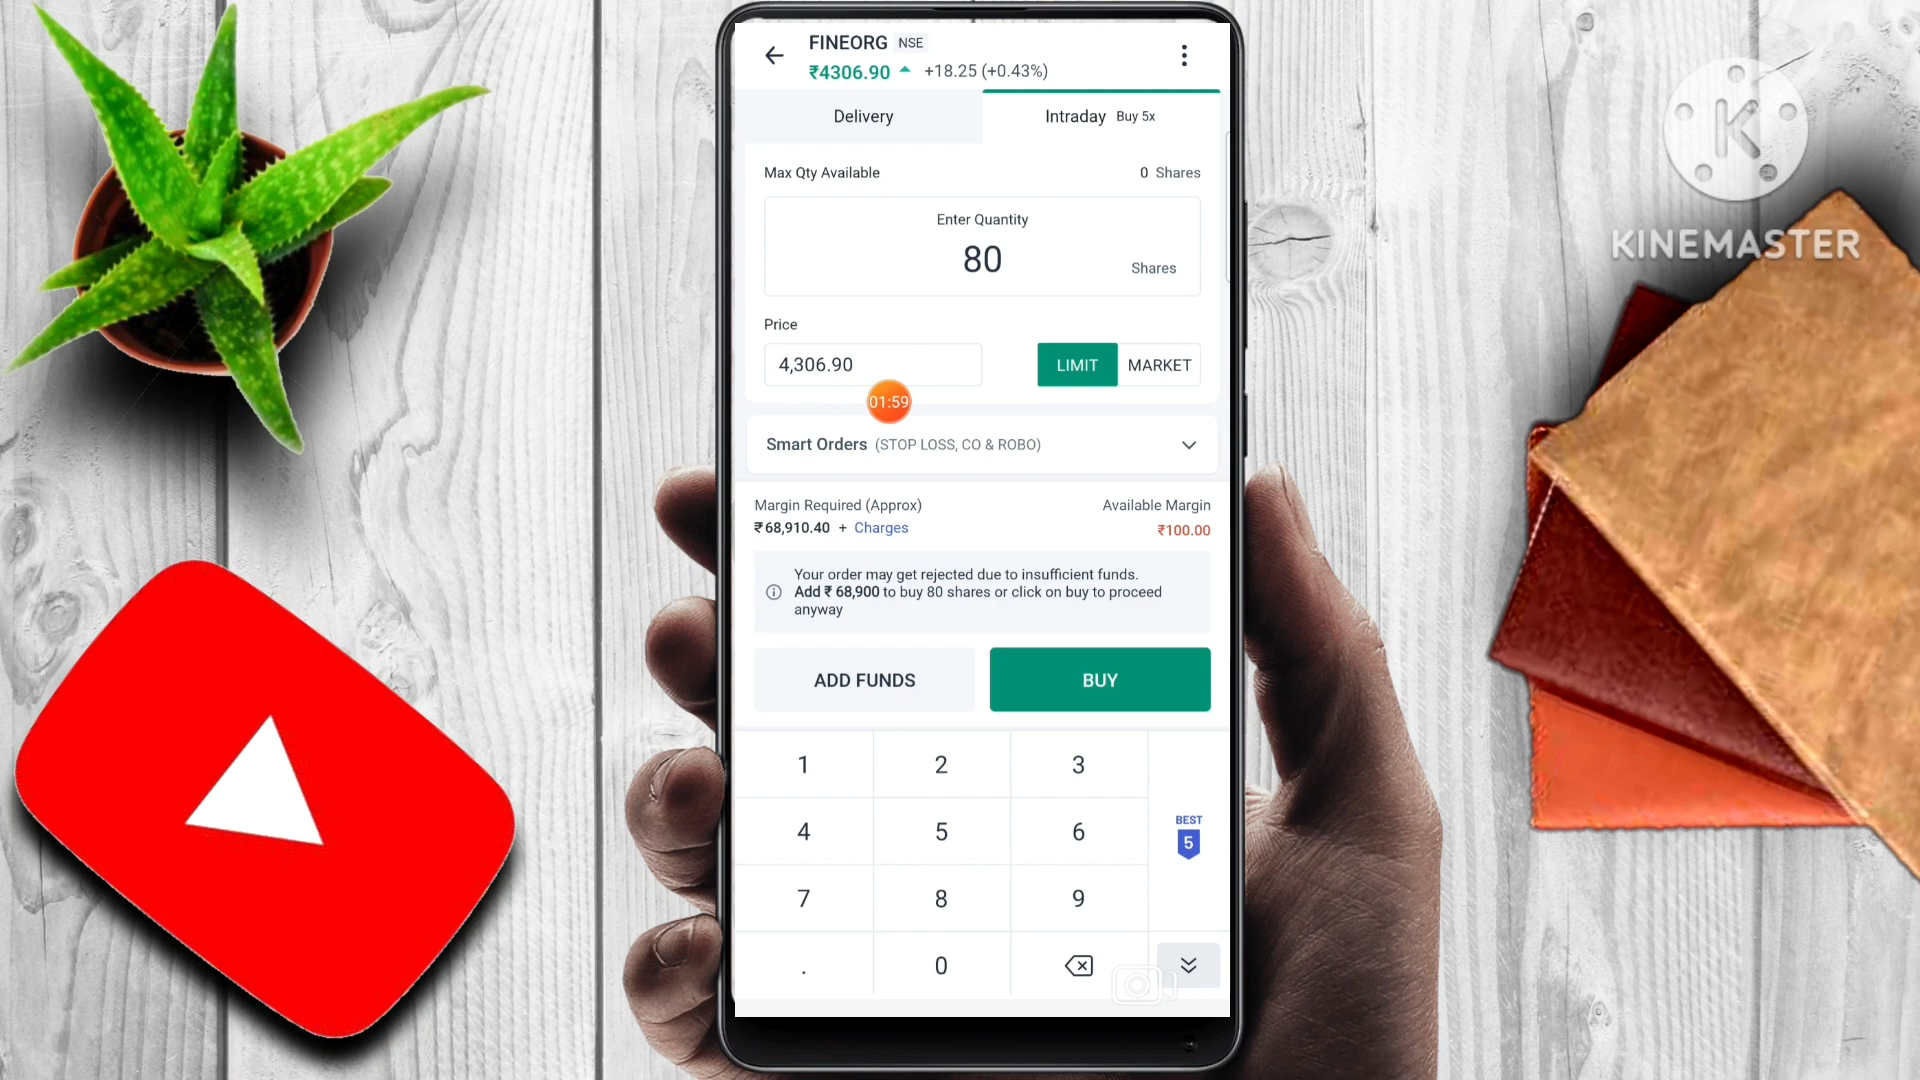 FINEORG NSE
₹4306.90 +18.25 (+0.43%)
Delivery
Intraday Buy 5x
Max Qty Available
0 Shares
Enter Quantity
80
Shares
Price
4,306.90
LIMIT
MARKET
01:59
Smart Orders (STOP LOSS, CO & ROBO)
Margin Required (Approx)
Available Margin
₹68,910.40 + Charges
₹100.00
Your order may get rejected due to insufficient funds.
Add ₹ 68,900 to buy 80 shares or click on buy to proceed
anyway
ADD FUNDS
BUY
1
2
3
4
5
6
BEST
5
7
8
9
.
0
K
KINEMASTER